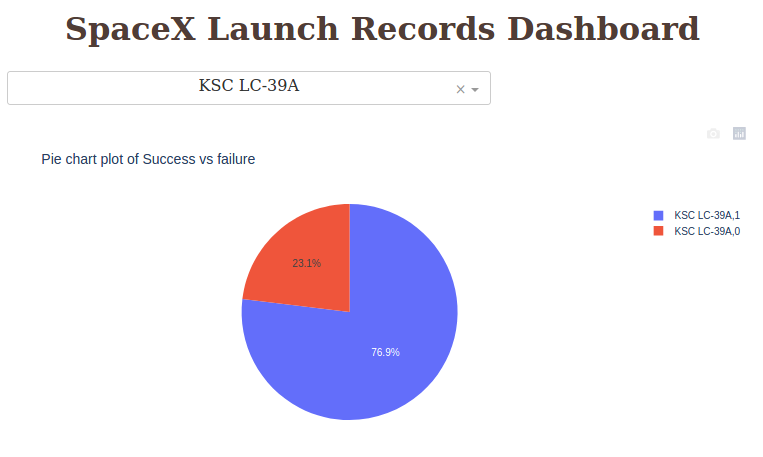 SpaceX Launch Records Dashboard
KSC LC-39A
Pie chart plot of Success vs failure
KSC LC-39A,1
KSC LC-39A,0
23.1%
76.9%